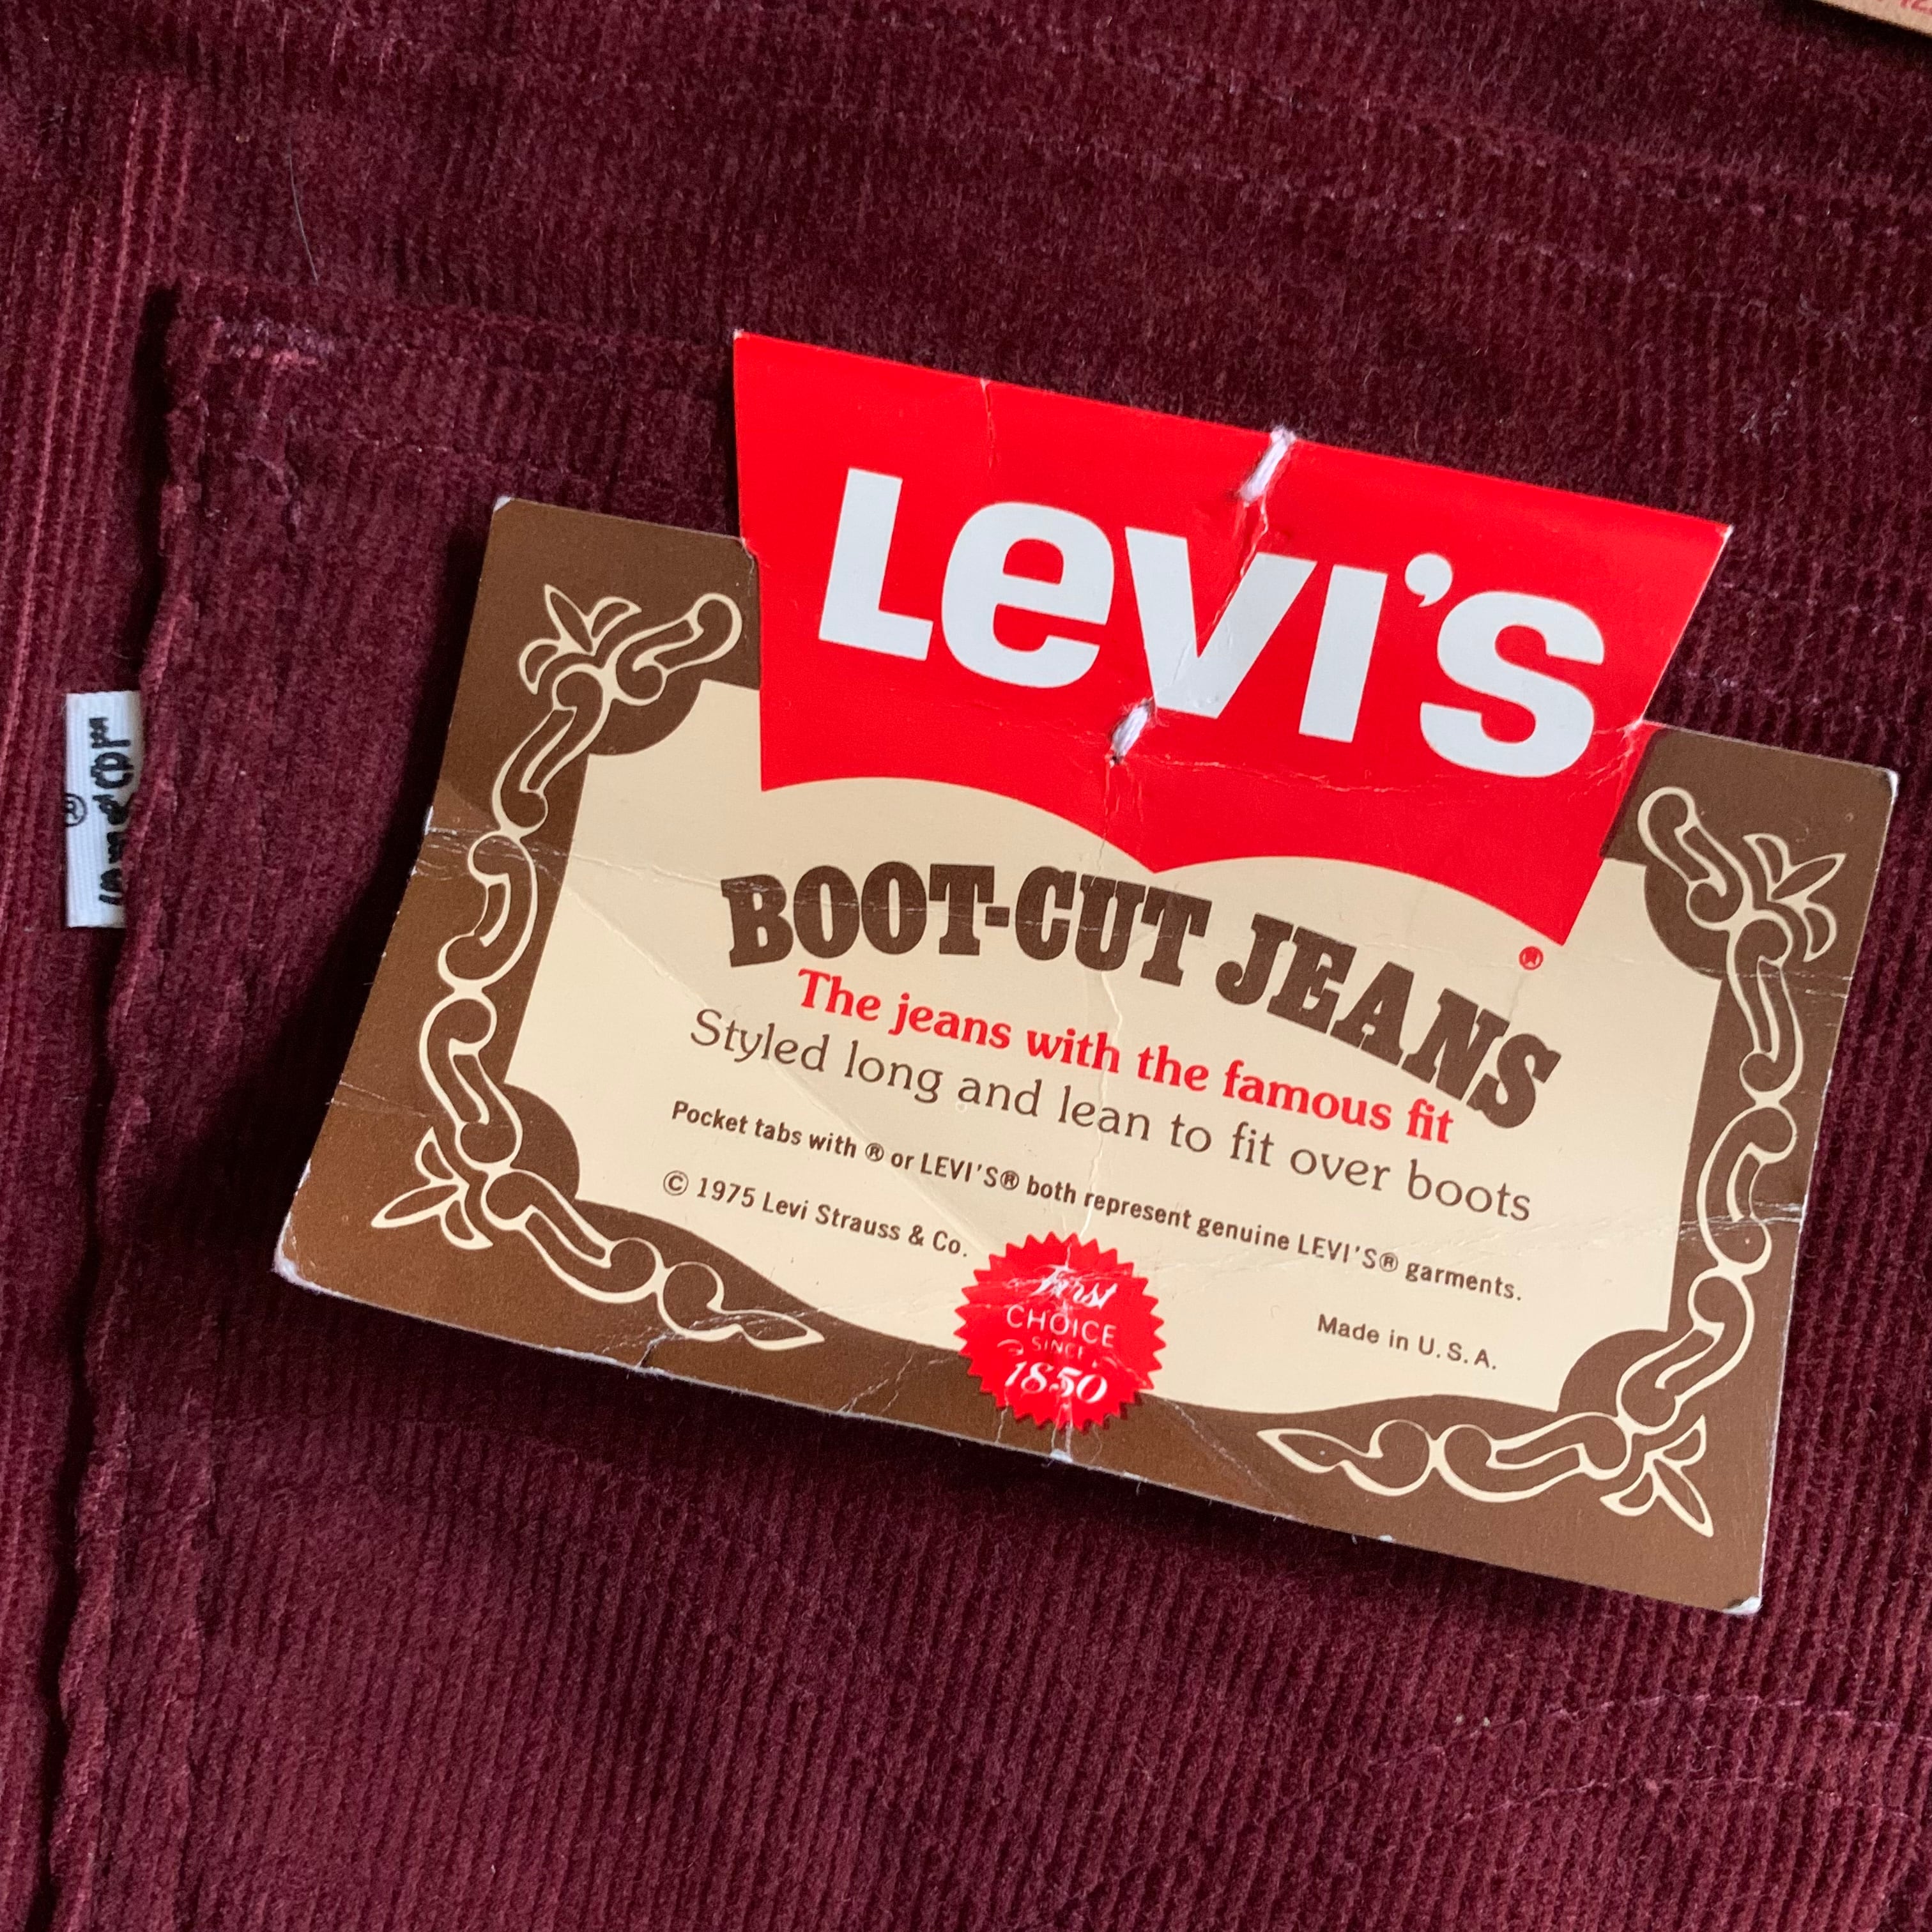 LEVI'S
®
BOOT-CUT JEANS
The jeans with the famous fit
Styled long and lean to fit over boots
Pocket tabs with ® or LEVI'S® both represent genuine LEVI'S® garments.
© 1975 Levi Strauss & Co.
Made in U.S.A.
First
CHOICE
SINCE
1850
®